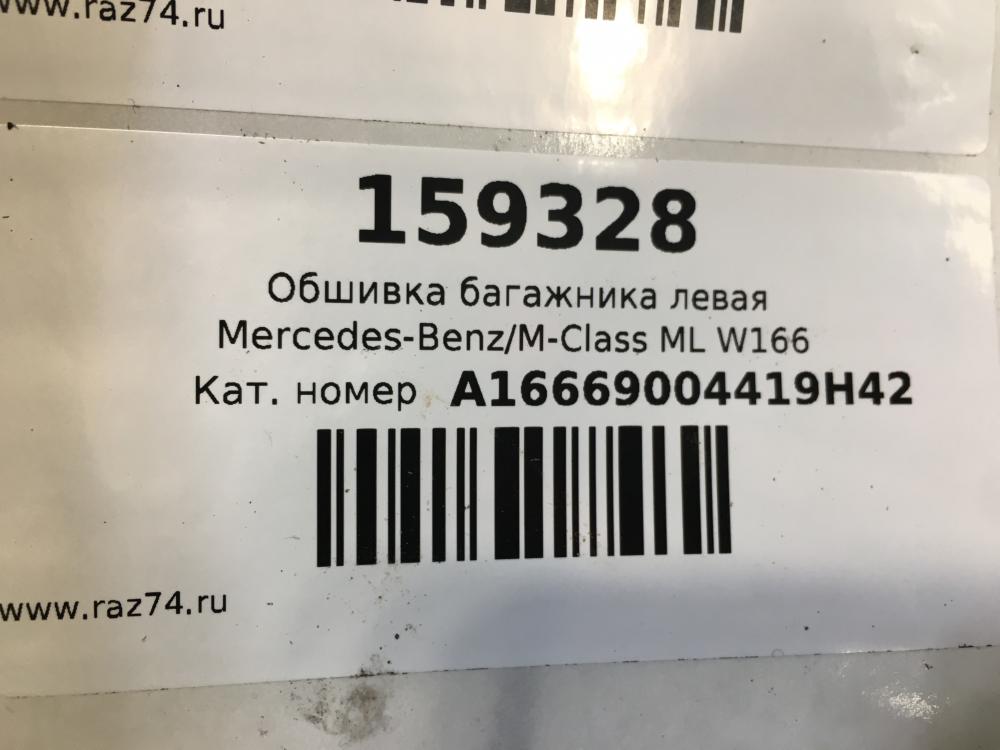 www.raz74.ru
159328
Обшивка багажника левая
Mercedes-Benz/M-Class ML W166
Кат. номер A16669004419H42
www.raz74.ru